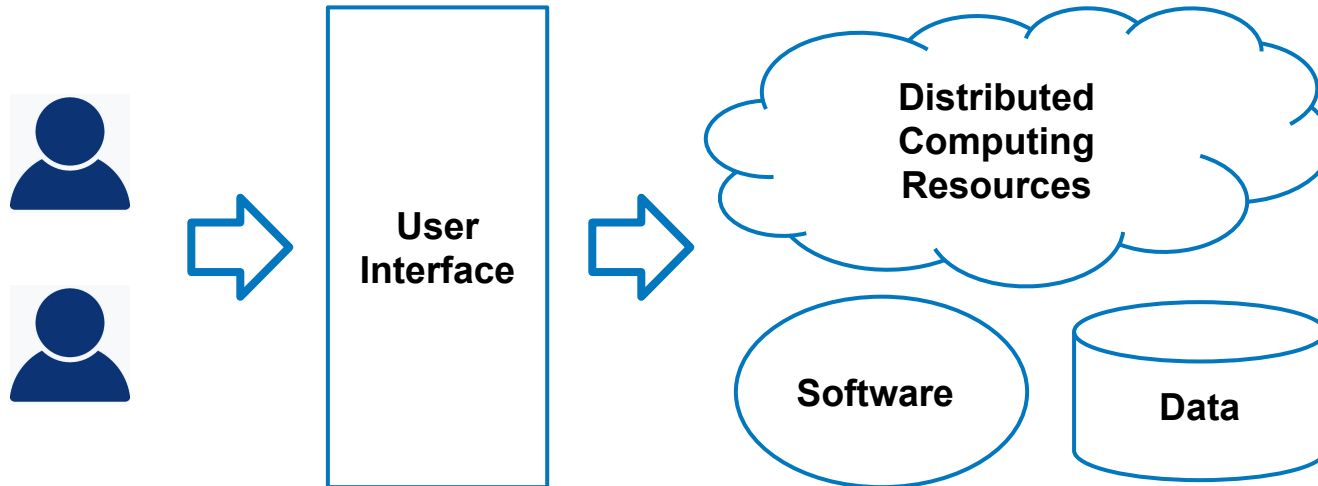 User
Interface
Distributed
Computing
Resources
Software
Data